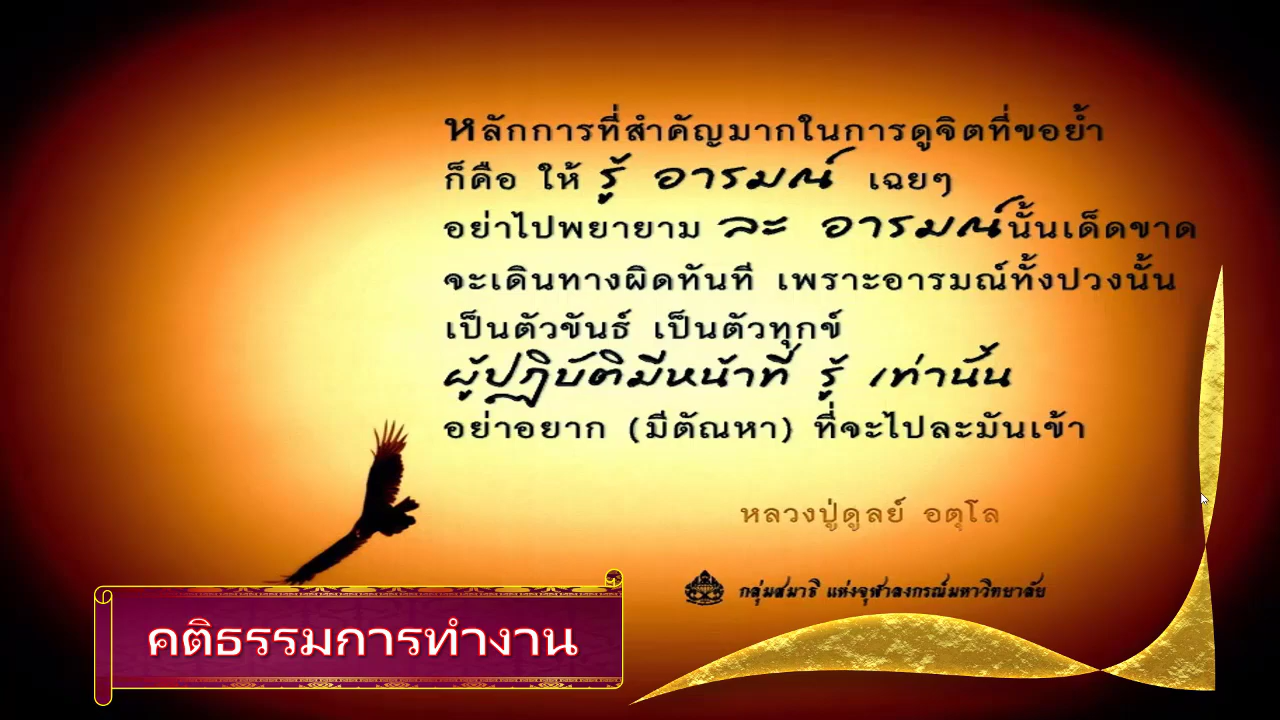 หลักการที่สำคัญมากในการดูจิตที่ขอย้ำ
ก็คือ ให้ รู้ อารมณ์ เฉยๆ
อย่าไปพยายาม ละ อารมณ์นั้นเด็ดขาด
จะเดินทางผิดทันที เพราะอารมณ์ทั้งปวงนั้น
เป็นตัวขันธ์ เป็นตัวทุกข์
ผู้ปฏิบัติมีหน้าที่ รู้ เท่านั้น
อย่าอยาก (มีตัณหา) ที่จะไปละมันเข้า
หลวงปู่ดูลย์ อตุโล
กลุ่มสมาธิ แห่งจุฬาลงกรณ์มหาวิทยาลัย
คติธรรมการทำงาน